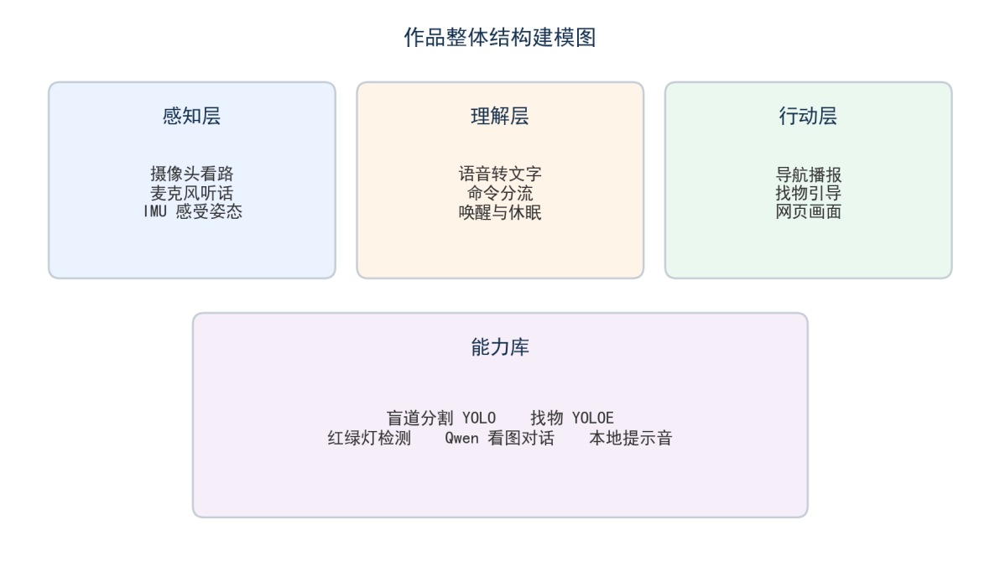 作品整体结构建模图
感知层
摄像头看路
麦克风听话
IMU 感受姿态
理解层
语音转文字
命令分流
唤醒与休眠
行动层
导航播报
找物引导
网页画面
能力库
盲道分割 YOLO 找物 YOLOE
红绿灯检测 Qwen 看图对话 本地提示音